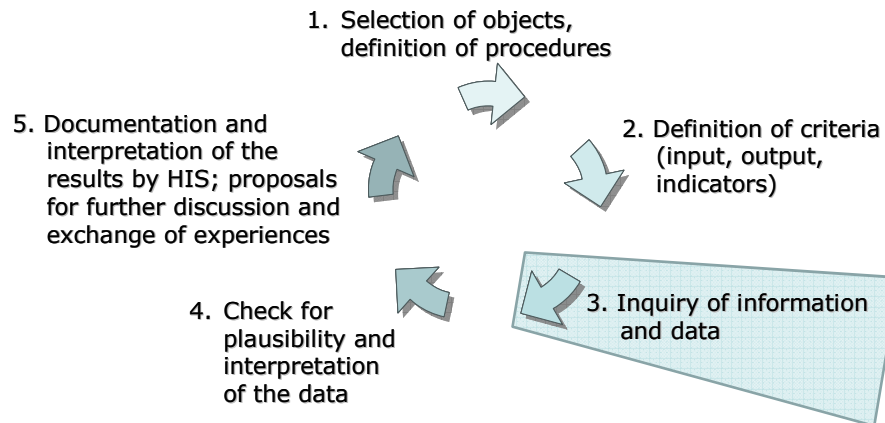 1. Selection of objects,
definition of procedures
2. Definition of criteria
(input, output,
indicators)
3. Inquiry of information
and data
4. Check for
plausibility and
interpretation
of the data
5. Documentation and
interpretation of the
results by HIS; proposals
for further discussion and
exchange of experiences